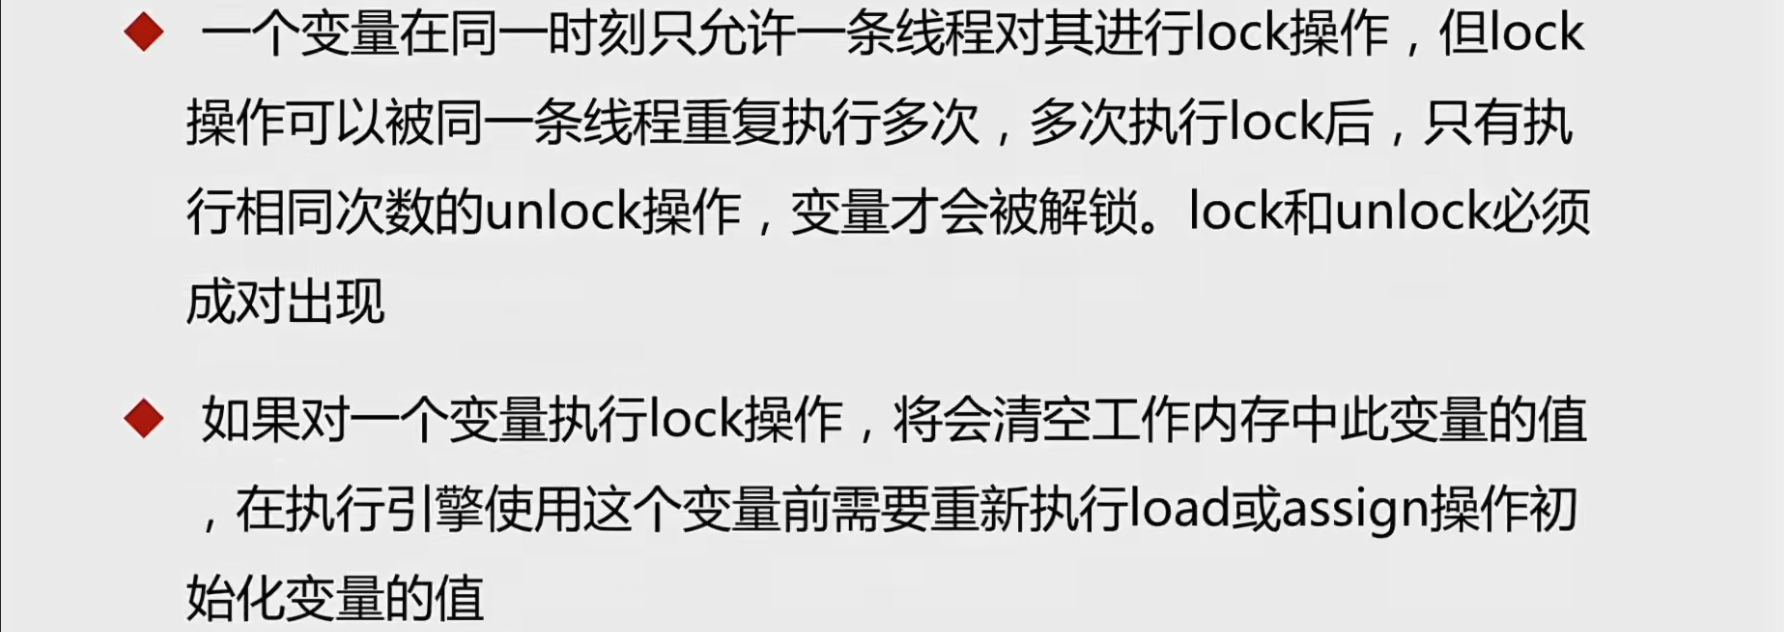 一个变量在同一时刻只允许一条线程对其进行lock操作，但lock
操作可以被同一条线程重复执行多次，多次执行lock后，只有执
行相同次数的unlock操作，变量才会被解锁。lock和unlock必须
成对出现
如果对一个变量执行lock操作，将会清空工作内存中此变量的值
，在执行引擎使用这个变量前需要重新执行load或assign操作初
始化变量的值